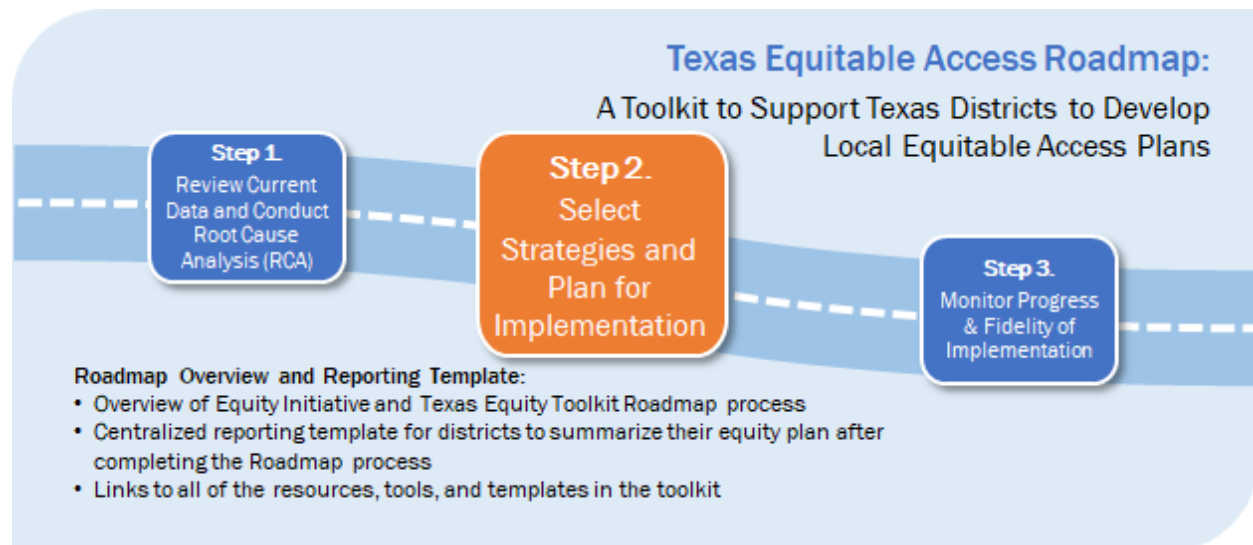 Texas Equitable Access Roadmap:
A Toolkit to Support Texas Districts to Develop
Local Equitable Access Plans
Step 1.
Review Current
Data and Conduct
Root Cause
Analysis (RCA)
Step 2.
Select
Strategies and
Plan for
Implementation
Step 3.
Monitor Progress
& Fidelity of
Implementation
Roadmap Overview and Reporting Template:
• Overview of Equity Initiative and Texas Equity Toolkit Roadmap process
• Centralized reporting template for districts to summarize their equity plan after
completing the Roadmap process
• Links to all of the resources, tools, and templates in the toolkit